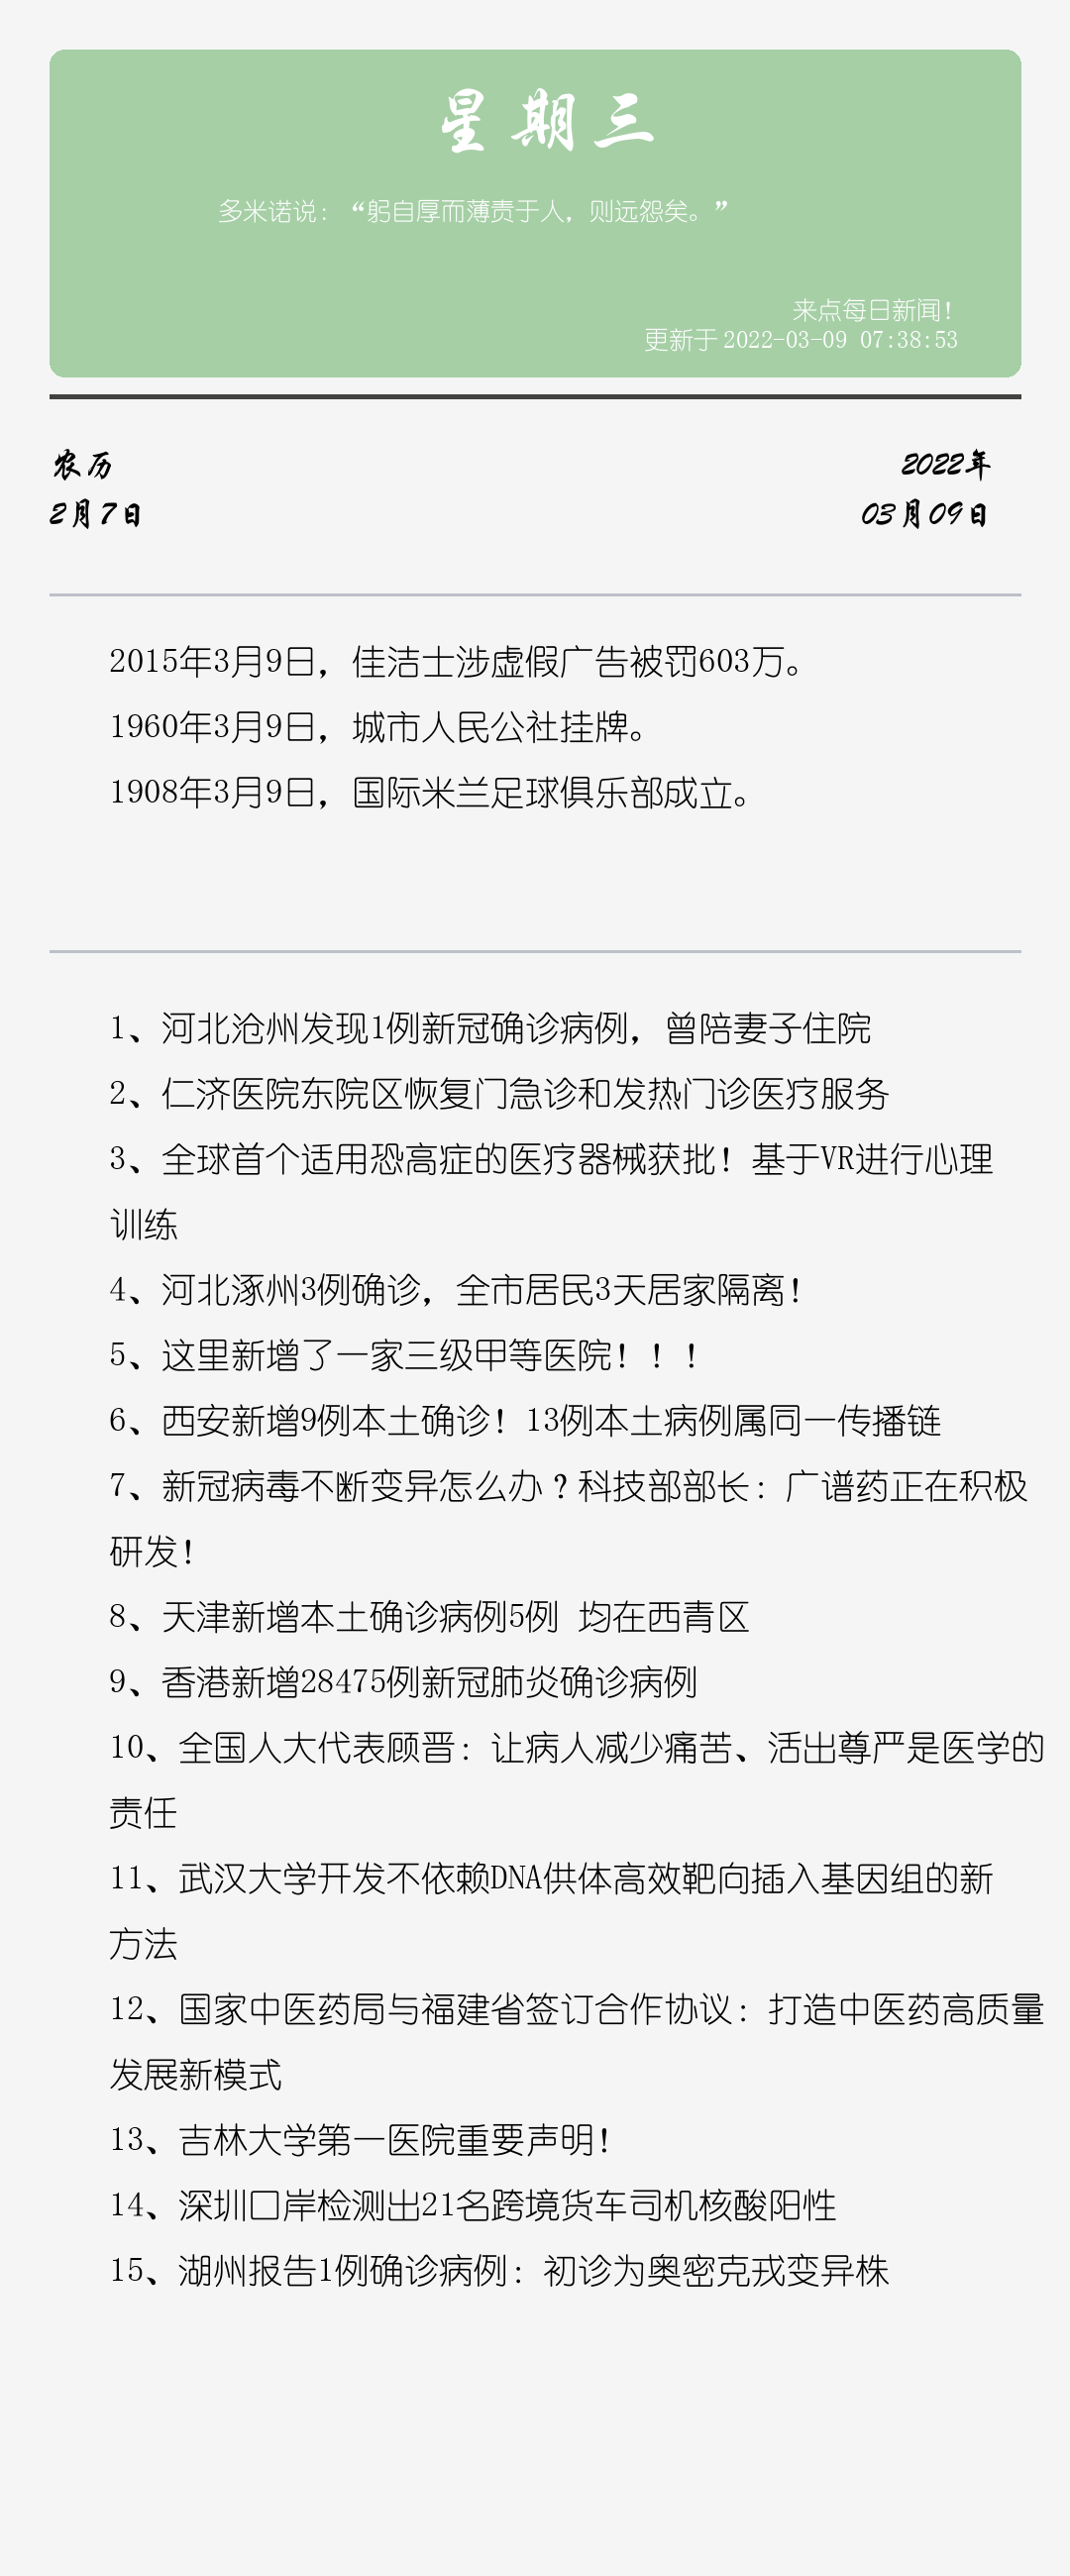 星期三
多米诺说：“躬自厚而薄责于人，则远怨矣。”
来点每日新闻！
更新于 2022-03-09 07:38:53
农历
2月7日
2022年
03月09日
2015年3月9日，佳洁士涉虚假广告被罚603万。
1960年3月9日，城市人民公社挂牌。
1908年3月9日，国际米兰足球俱乐部成立。
1、河北沧州发现1例新冠确诊病例，曾陪妻子住院
2、仁济医院东院区恢复门急诊和发热门诊医疗服务
3、全球首个适用恐高症的医疗器械获批！基于VR进行心理
训练
4、河北涿州3例确诊，全市居民3天居家隔离！
5、这里新增了一家三级甲等医院！！！
6、西安新增9例本土确诊！13例本土病例属同一传播链
7、新冠病毒不断变异怎么办？科技部部长：广谱药正在积极
研发！
8、天津新增本土确诊病例5例 均在西青区
9、香港新增28475例新冠肺炎确诊病例
10、全国人大代表顾晋：让病人减少痛苦、活出尊严是医学的
责任
11、武汉大学开发不依赖DNA供体高效靶向插入基因组的新
方法
12、国家中医药局与福建省签订合作协议：打造中医药高质量
发展新模式
13、吉林大学第一医院重要声明！
14、深圳口岸检测出21名跨境货车司机核酸阳性
15、湖州报告1例确诊病例：初诊为奥密克戎变异株